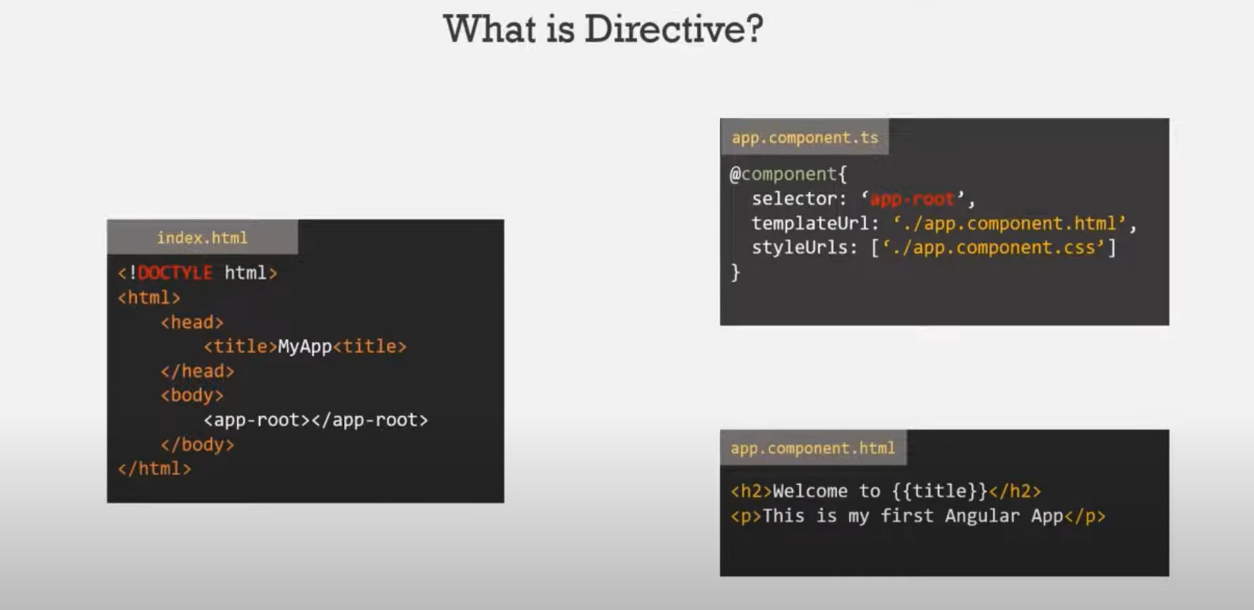 What is Directive?
index.html
<!DOCTYLE html>
<html>
<head>
<title>MyApp<title>
</head>
<body>
<app-root></app-root>
</body>
</html>
app.component.ts
@component{
selector: ‘app-root’,
templateUrl: ‘./app.component.html’,
styleUrls: [‘./app.component.css’]
}
app.component.html
<h2>Welcome to {{title}}</h2>
<p>This is my first Angular App</p>